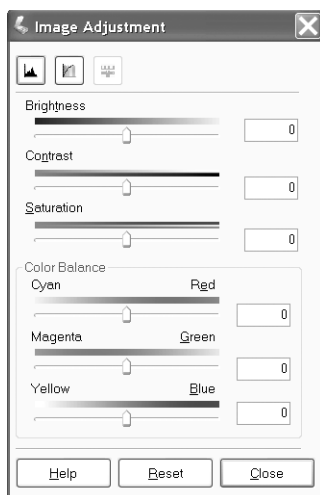 Image Adjustment
Brightness
0
Contrast
0
Saturation
0
Color Balance
Cyan Red
0
Magenta Green
0
Yellow Blue
0
Help Reset Close